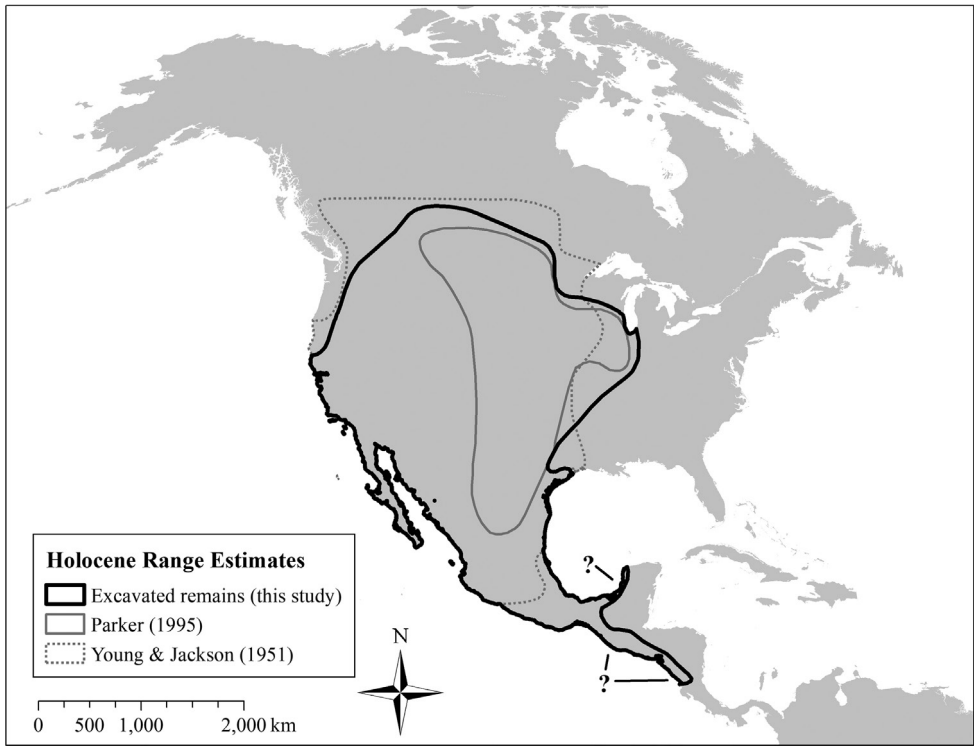 ?
?
Holocene Range Estimates
Excavated remains (this study)
Parker (1995)
Young & Jackson (1951)
N
0 500 1,000 2,000 km